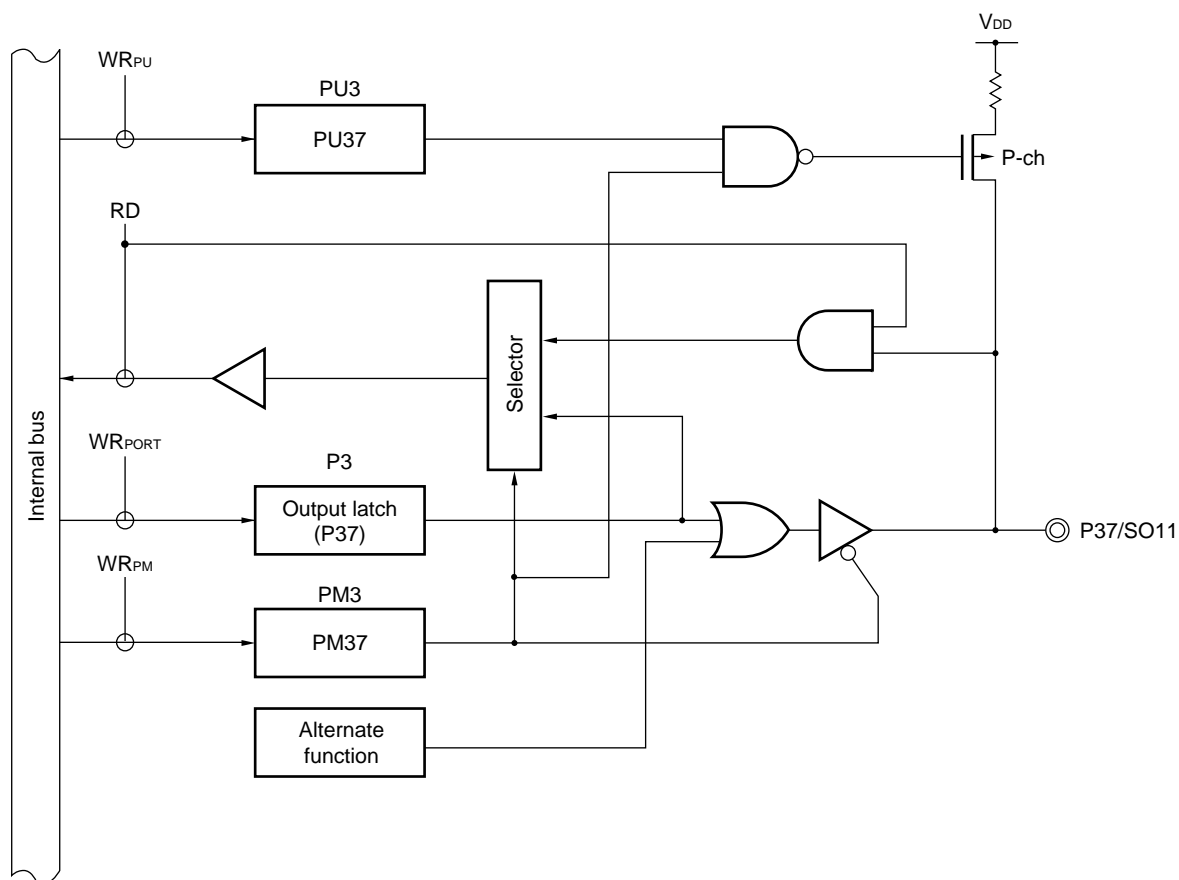 VDD
WRPU
PU3
PU37
P-ch
RD
Selector
Internal bus
WRPORT
P3
Output latch
(P37)
P37/SO11
WRPM
PM3
PM37
Alternate
function